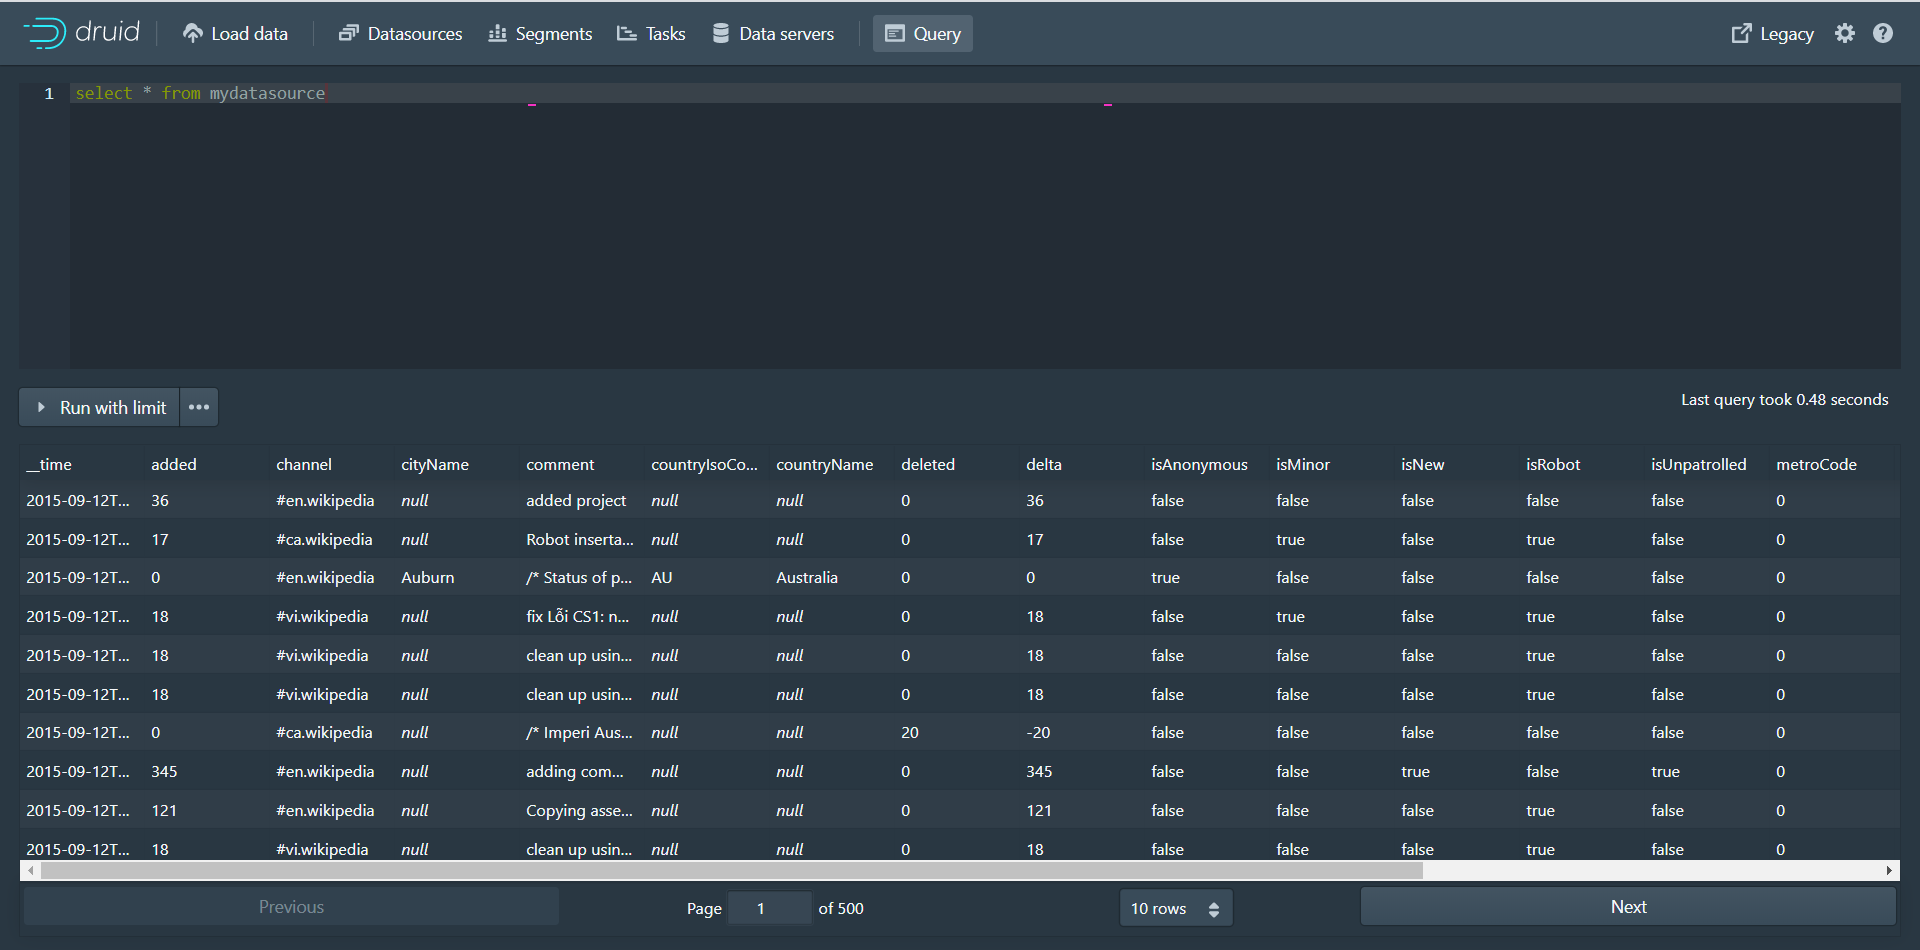 druid Load data Datasources Segments Tasks Data servers Query Legacy
1 select * from mydatasource
Run with limit Last query took 0.48 seconds
__time added channel cityName comment countryIsoCo... countryName deleted delta isAnonymous isMinor isNew isRobot isUnpatrolled metroCode
2015-09-12T... 36 #en.wikipedia null added project null null 0 36 false false false false false 0
2015-09-12T... 17 #ca.wikipedia null Robot inserta... null null 0 17 false true false true false 0
2015-09-12T... 0 #en.wikipedia Auburn /* Status of p... AU Australia 0 0 true false false false false 0
2015-09-12T... 18 #vi.wikipedia null fix Lỗi CS1: n... null null 0 18 false true false true false 0
2015-09-12T... 18 #vi.wikipedia null clean up usin... null null 0 18 false false false true false 0
2015-09-12T... 18 #vi.wikipedia null clean up usin... null null 0 18 false false false true false 0
2015-09-12T... 0 #ca.wikipedia null /* Imperi Aus... null null 20 -20 false false false false false 0
2015-09-12T... 345 #en.wikipedia null adding com... null null 0 345 false false true false true 0
2015-09-12T... 121 #en.wikipedia null Copying asse... null null 0 121 false false false true false 0
2015-09-12T... 18 #vi.wikipedia null clean up usin... null null 0 18 false false false true false 0
Previous Page 1 of 500 10 rows Next